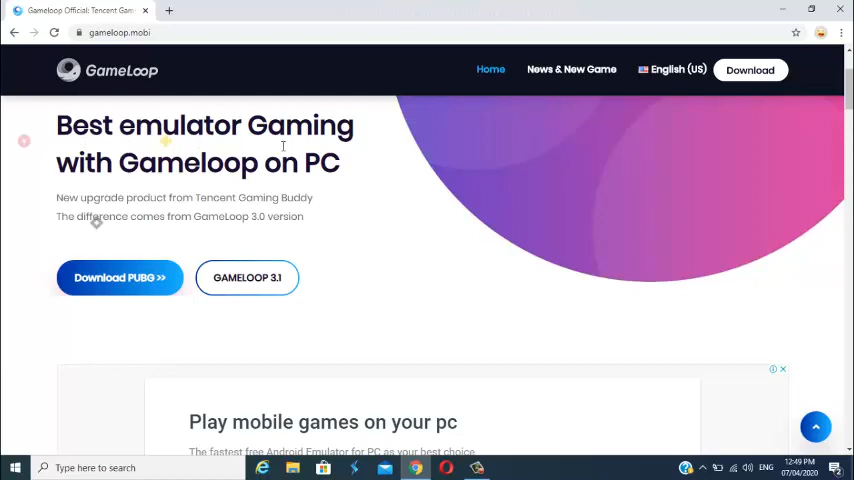 Gameloop Official: Tencent Gam
gameloop.mobi
GameLoop
Home
News & New Game
English (US)
Download
Best emulator Gaming
with Gameloop on PC
New upgrade product from Tencent Gaming Buddy
The difference comes from GameLoop 3.0 version
Download PUBG >>
GAMELOOP 3.1
Play mobile games on your pc
The fastest free Android Emulator for PC as your best choice
Type here to search
ENG
12:49 PM
07/04/2020
2